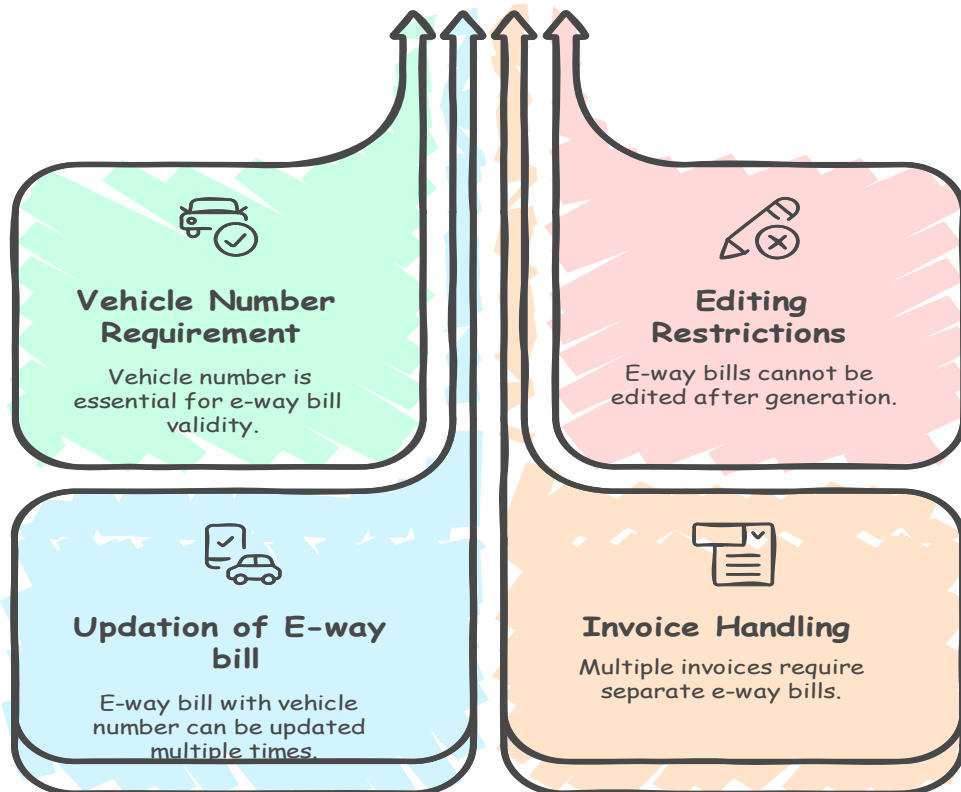 Vehicle Number
Requirement
Vehicle number is
essential for e-way bill
validity.
Editing
Restrictions
E-way bills cannot be
edited after generation.
Updation of E-way
bill
E-way bill with vehicle
number can be updated
multiple times.
Invoice Handling
Multiple invoices require
separate e-way bills.